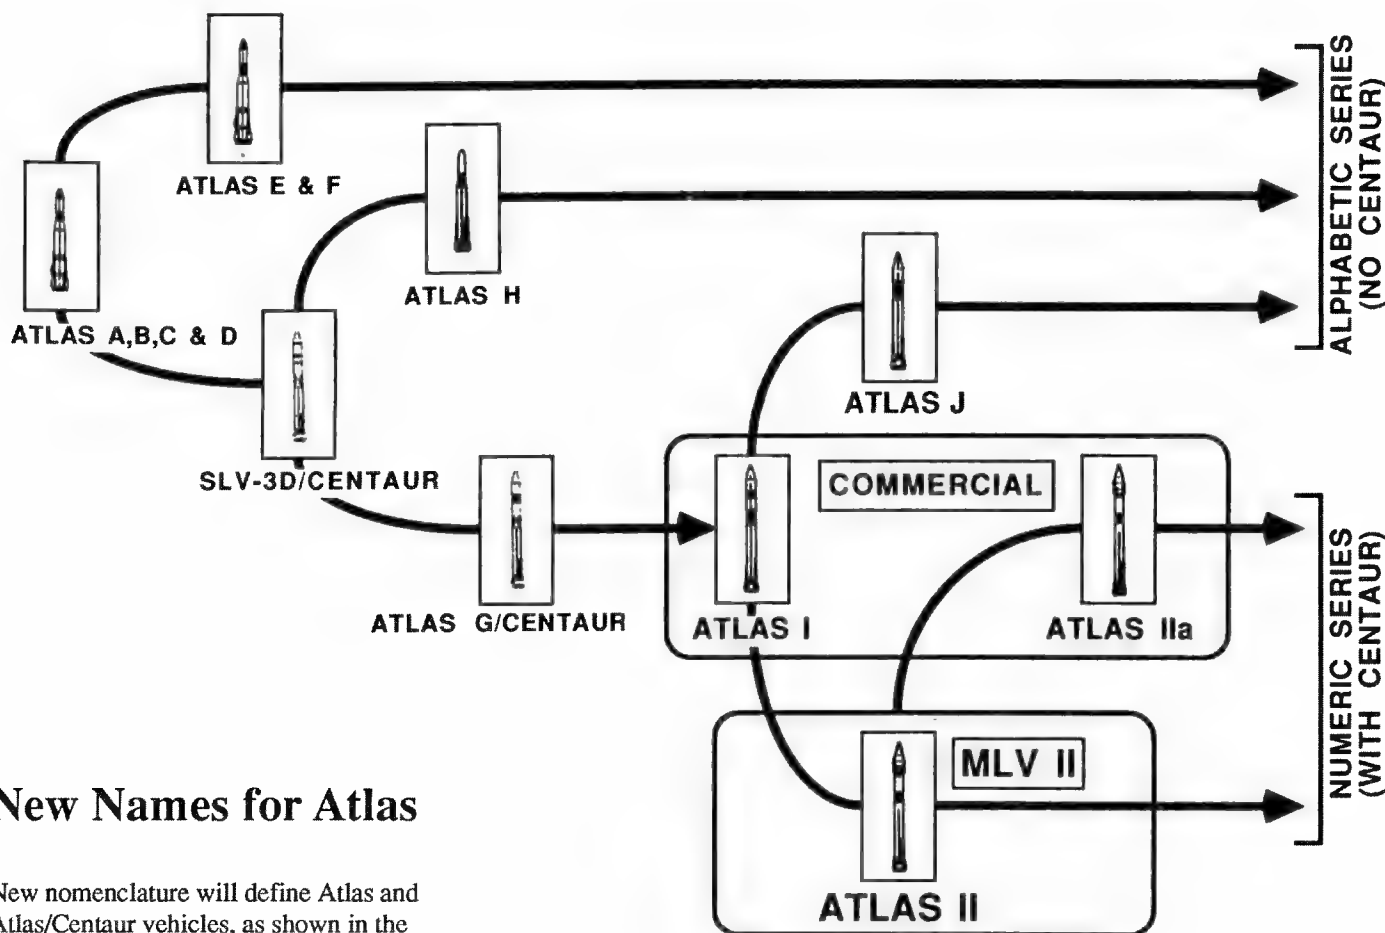 ATLAS E & F
ATLAS H
ATLAS A,B,C & D
ATLAS J
SLV-3D/CENTAUR
COMMERCIAL
ATLAS G/CENTAUR
ATLAS I
ATLAS IIa
MLV II
ATLAS II
ALPHABETIC SERIES
(NO CENTAUR)
NUMERIC SERIES
(WITH CENTAUR)
New Names for Atlas
New nomenclature will define Atlas and
Atlas/Centaur vehicles, as shown in the